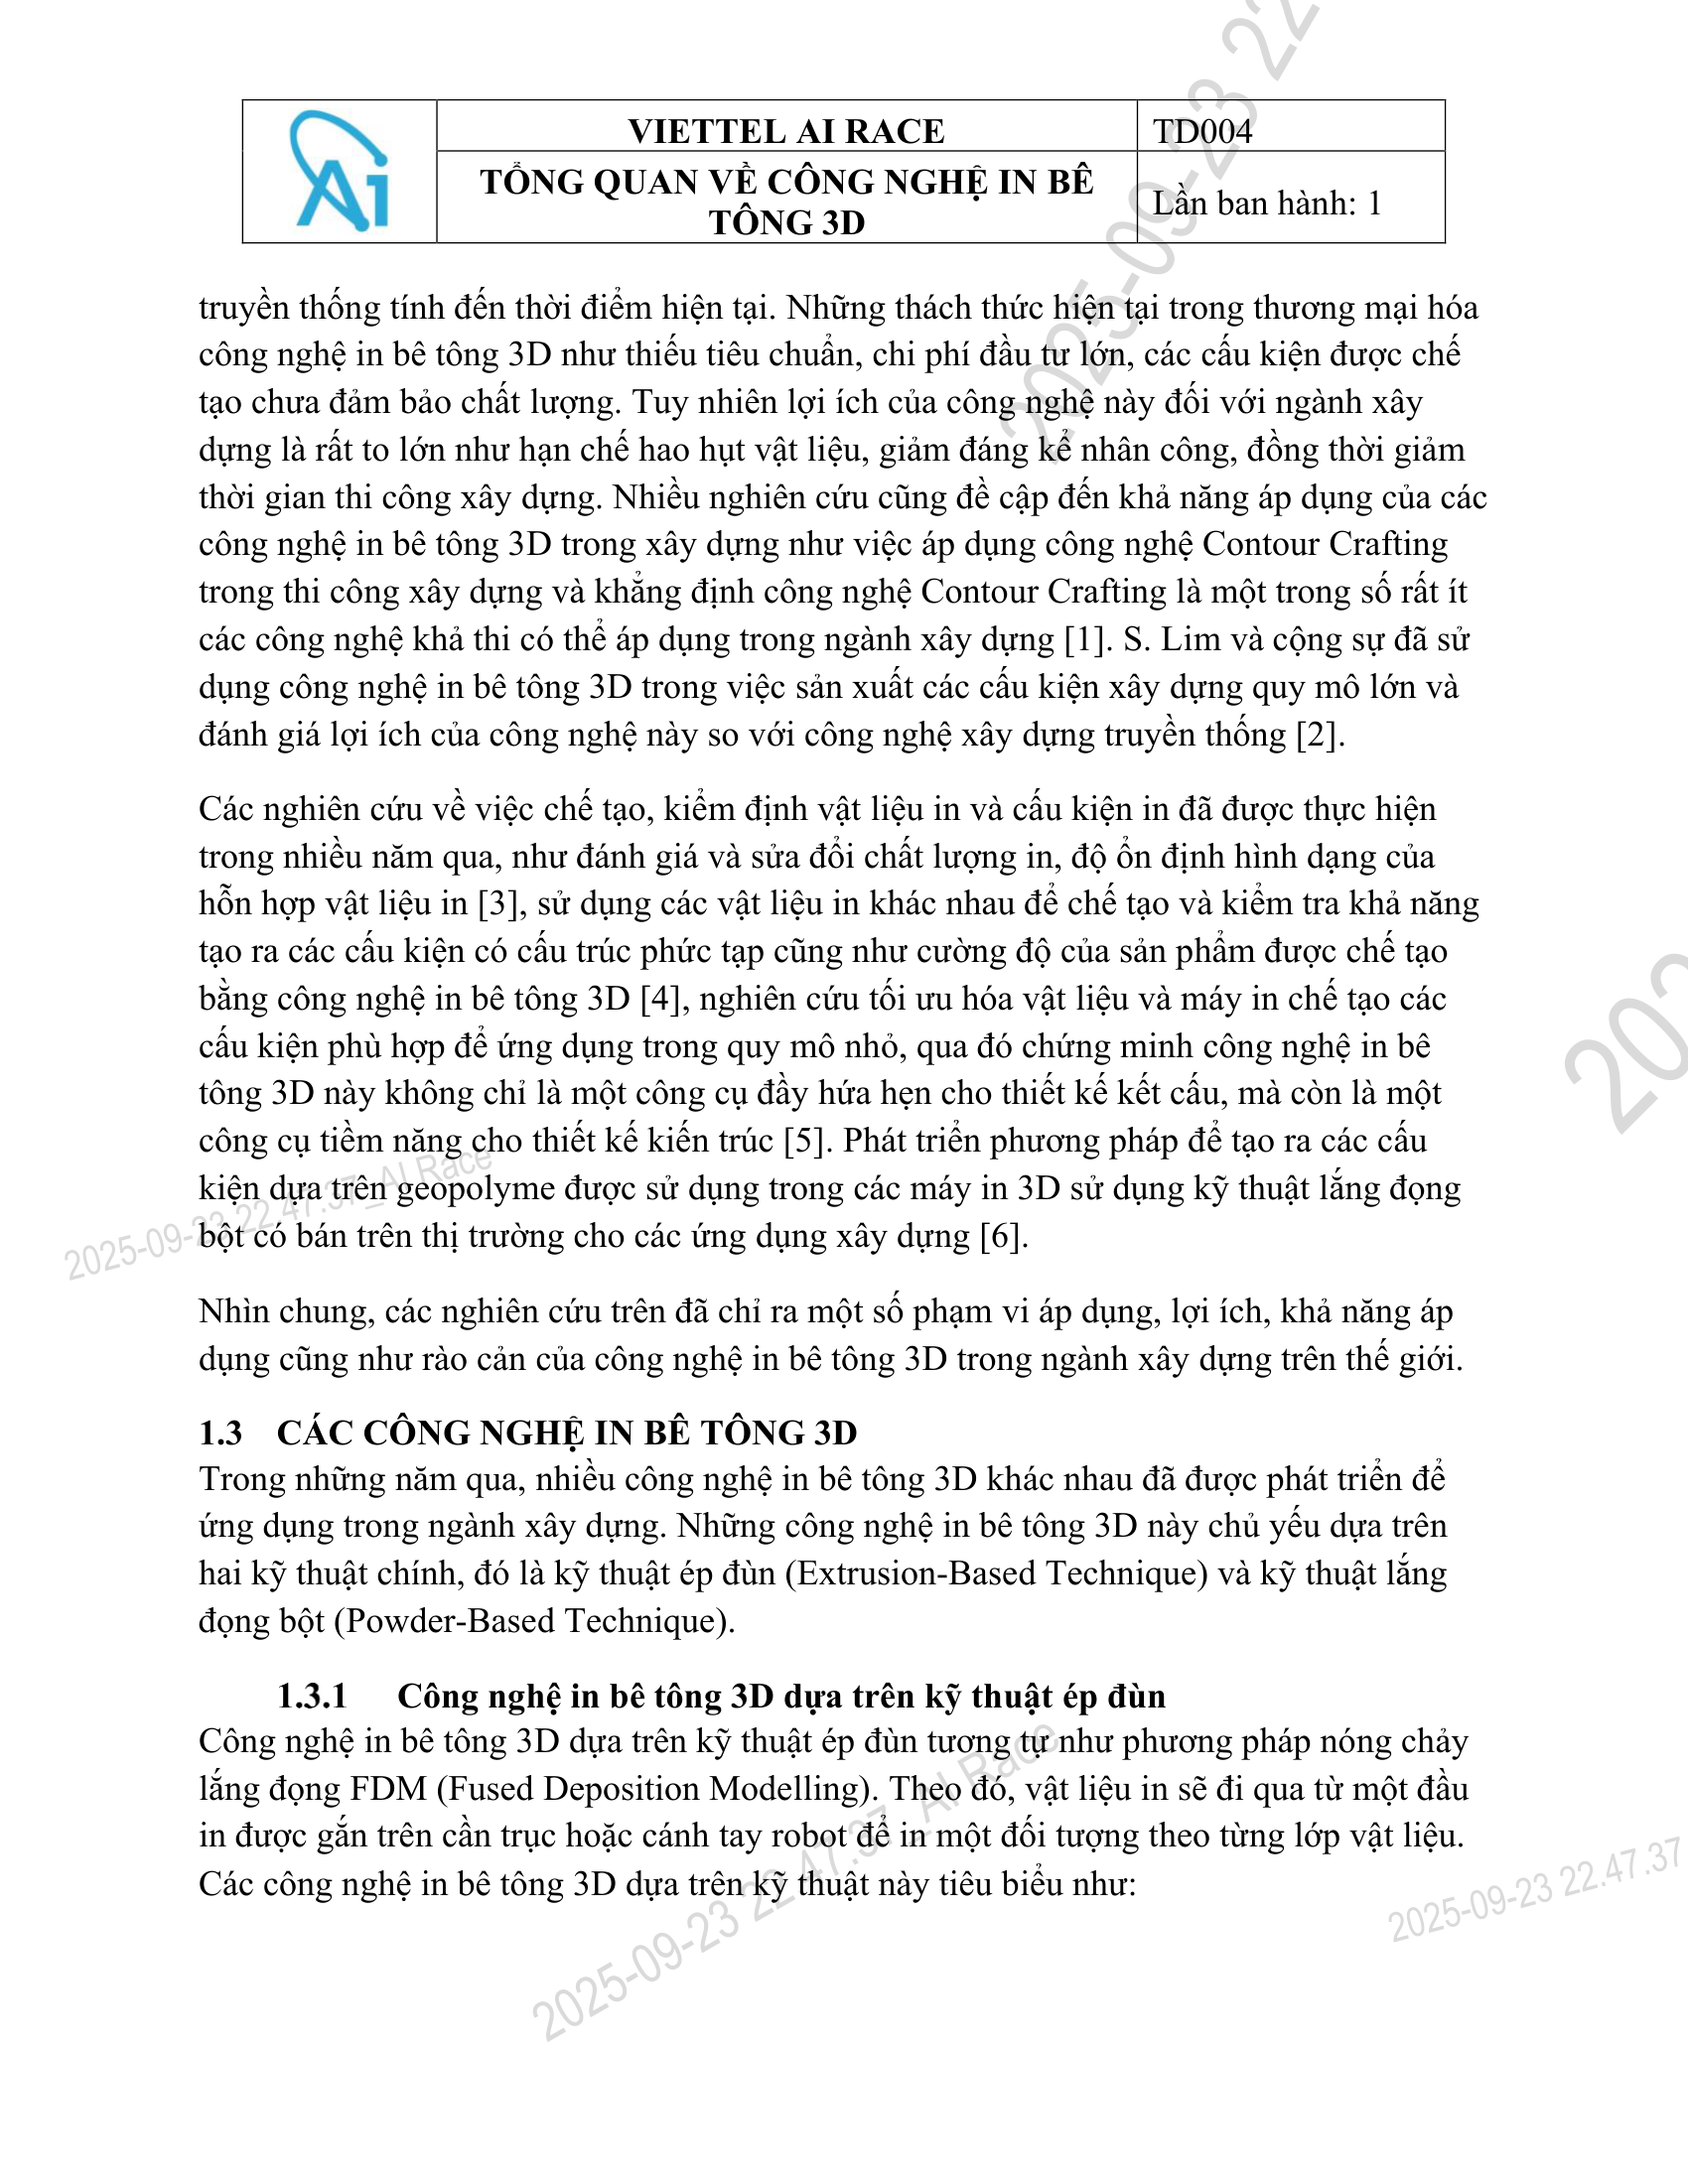 Ai
VIETTEL AI RACE
TD004
TỔNG QUAN VỀ CÔNG NGHỆ IN BÊ
TÔNG 3D
Lần ban hành: 1
truyền thống tính đến thời điểm hiện tại. Những thách thức hiện tại trong thương mại hóa
công nghệ in bê tông 3D như thiếu tiêu chuẩn, chi phí đầu tư lớn, các cấu kiện được chế
tạo chưa đảm bảo chất lượng. Tuy nhiên lợi ích của công nghệ này đối với ngành xây
dựng là rất to lớn như hạn chế hao hụt vật liệu, giảm đáng kể nhân công, đồng thời giảm
thời gian thi công xây dựng. Nhiều nghiên cứu cũng đề cập đến khả năng áp dụng của các
công nghệ in bê tông 3D trong xây dựng như việc áp dụng công nghệ Contour Crafting
trong thi công xây dựng và khẳng định công nghệ Contour Crafting là một trong số rất ít
các công nghệ khả thi có thể áp dụng trong ngành xây dựng [1]. S. Lim và cộng sự đã sử
dụng công nghệ in bê tông 3D trong việc sản xuất các cấu kiện xây dựng quy mô lớn và
đánh giá lợi ích của công nghệ này so với công nghệ xây dựng truyền thống [2].
Các nghiên cứu về việc chế tạo, kiểm định vật liệu in và cấu kiện in đã được thực hiện
trong nhiều năm qua, như đánh giá và sửa đổi chất lượng in, độ ổn định hình dạng của
hỗn hợp vật liệu in [3], sử dụng các vật liệu in khác nhau để chế tạo và kiểm tra khả năng
tạo ra các cấu kiện có cấu trúc phức tạp cũng như cường độ của sản phẩm được chế tạo
bằng công nghệ in bê tông 3D [4], nghiên cứu tối ưu hóa vật liệu và máy in chế tạo các
cấu kiện phù hợp để ứng dụng trong quy mô nhỏ, qua đó chứng minh công nghệ in bê
tông 3D này không chỉ là một công cụ đầy hứa hẹn cho thiết kế kết cấu, mà còn là một
công cụ tiềm năng cho thiết kế kiến trúc [5]. Phát triển phương pháp để tạo ra các cấu
kiện dựa trên geopolyme được sử dụng trong các máy in 3D sử dụng kỹ thuật lắng đọng
bột có bán trên thị trường cho các ứng dụng xây dựng [6].
Nhìn chung, các nghiên cứu trên đã chỉ ra một số phạm vi áp dụng, lợi ích, khả năng áp
dụng cũng như rào cản của công nghệ in bê tông 3D trong ngành xây dựng trên thế giới.
1.3 CÁC CÔNG NGHỆ IN BÊ TÔNG 3D
Trong những năm qua, nhiều công nghệ in bê tông 3D khác nhau đã được phát triển để
ứng dụng trong ngành xây dựng. Những công nghệ in bê tông 3D này chủ yếu dựa trên
hai kỹ thuật chính, đó là kỹ thuật ép đùn (Extrusion-Based Technique) và kỹ thuật lắng
đọng bột (Powder-Based Technique).
1.3.1 Công nghệ in bê tông 3D dựa trên kỹ thuật ép đùn
Công nghệ in bê tông 3D dựa trên kỹ thuật ép đùn tương tự như phương pháp nóng chảy
lắng đọng FDM (Fused Deposition Modelling). Theo đó, vật liệu in sẽ đi qua từ một đầu
in được gắn trên cần trục hoặc cánh tay robot để in một đối tượng theo từng lớp vật liệu.
Các công nghệ in bê tông 3D dựa trên kỹ thuật này tiêu biểu như:
2025-09-23 22
202
2025-09-23 22.47.37_AI Race
2025-09-23 22.47.37_AI Race
2025-09-23 22.47.37